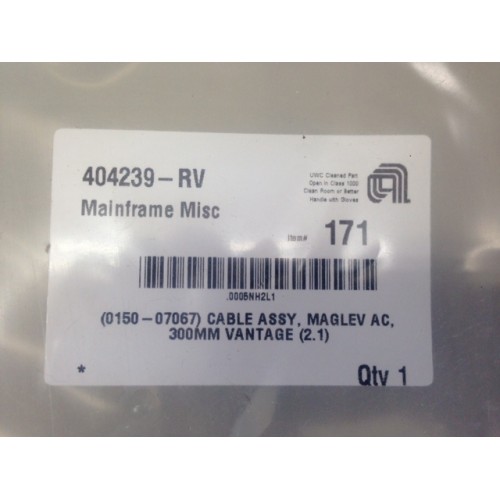 404239-RV
Mainframe Misc
UWC Cleaned Part
Open in Class 1000
Clean Room or Better
Handle with Gloves
Item# 171
.0005NH2L1
(0150-07067) CABLE ASSY, MAGLEV AC,
300MM VANTAGE (2.1)
* Qty 1